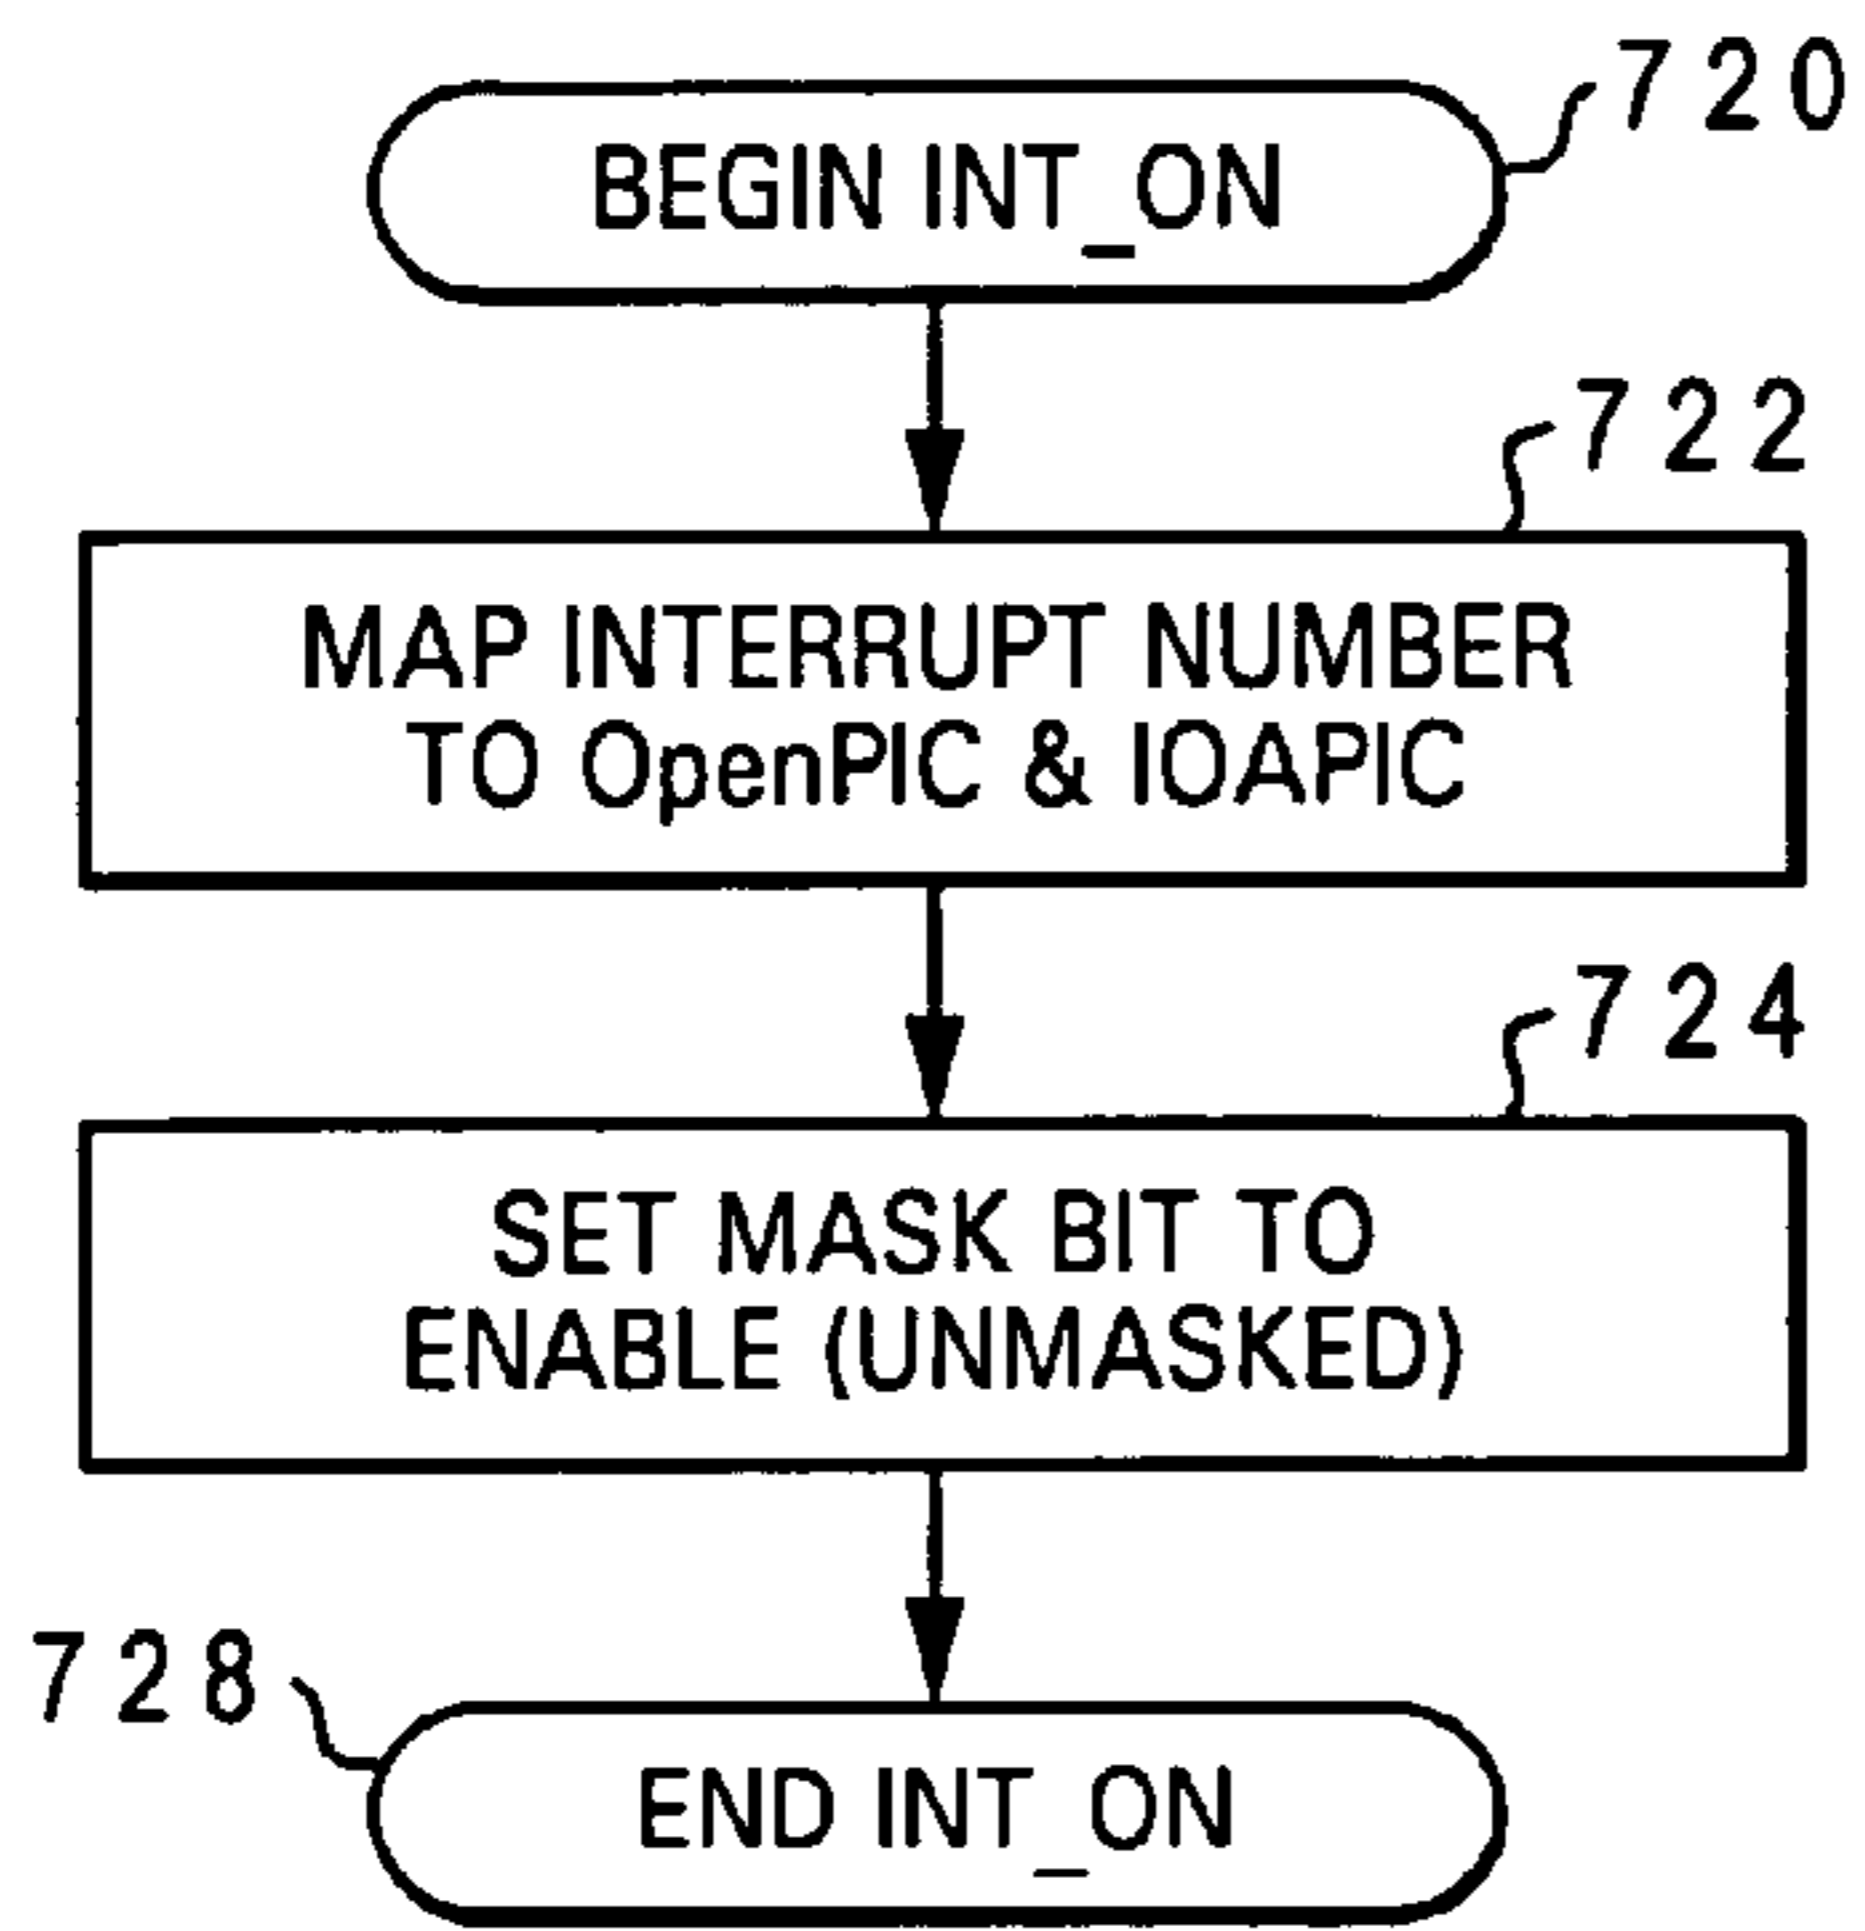 720
BEGIN INT_ON
722
MAP INTERRUPT NUMBER
TO OpenPIC & IOAPIC
724
SET MASK BIT TO
ENABLE (UNMASKED)
728
END INT_ON